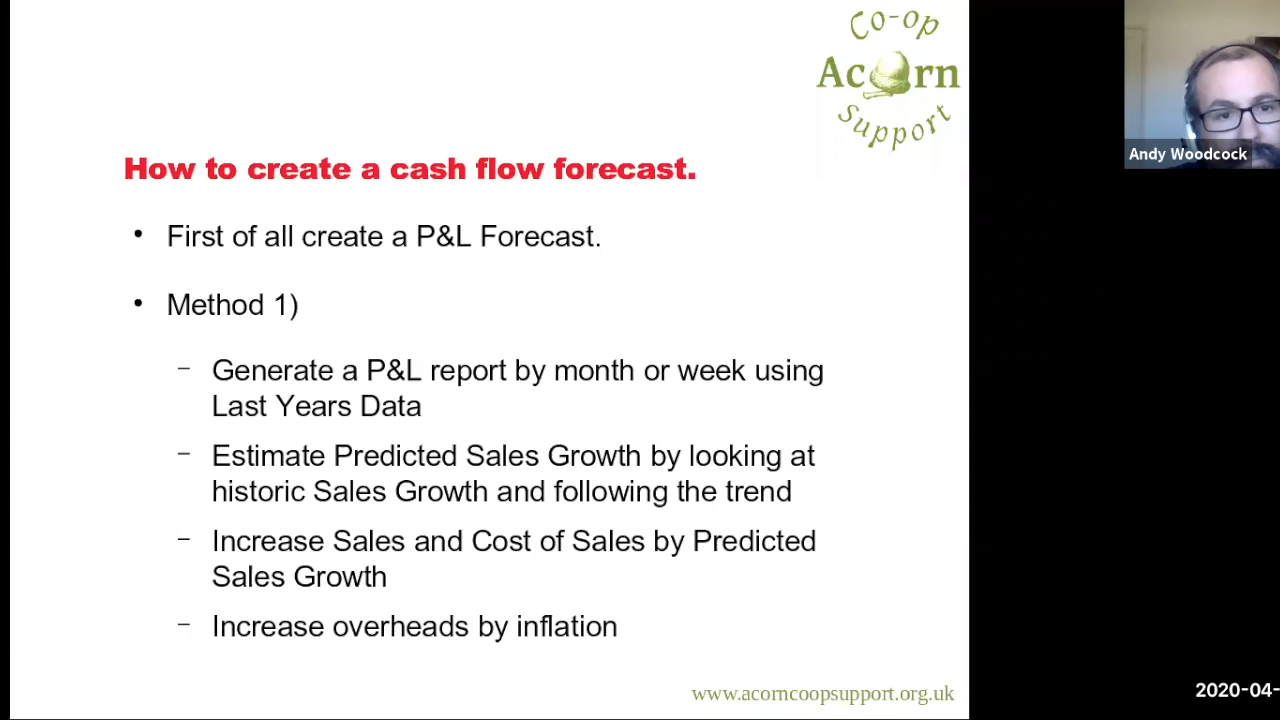 Co-op
Acorn
Support
Andy Woodcock
How to create a cash flow forecast.
• First of all create a P&L Forecast.
• Method 1)
– Generate a P&L report by month or week using
Last Years Data
– Estimate Predicted Sales Growth by looking at
historic Sales Growth and following the trend
– Increase Sales and Cost of Sales by Predicted
Sales Growth
– Increase overheads by inflation
www.acorncoopsupport.org.uk
2020-04-